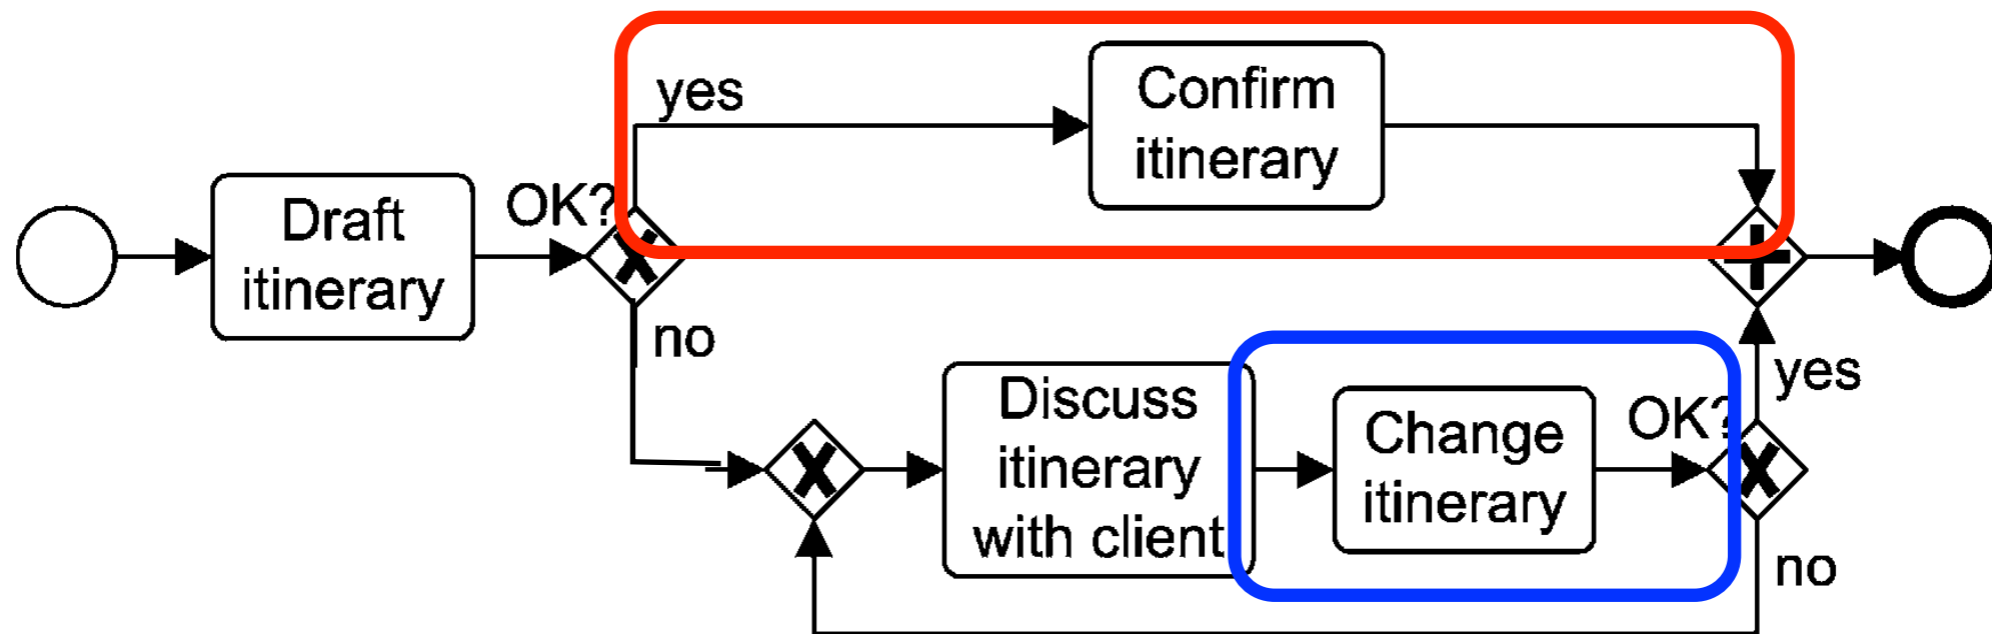 yes
Confirm
itinerary
Draft
itinerary
OK?
no
Discuss
itinerary
with client
Change
itinerary
OK?
yes
no